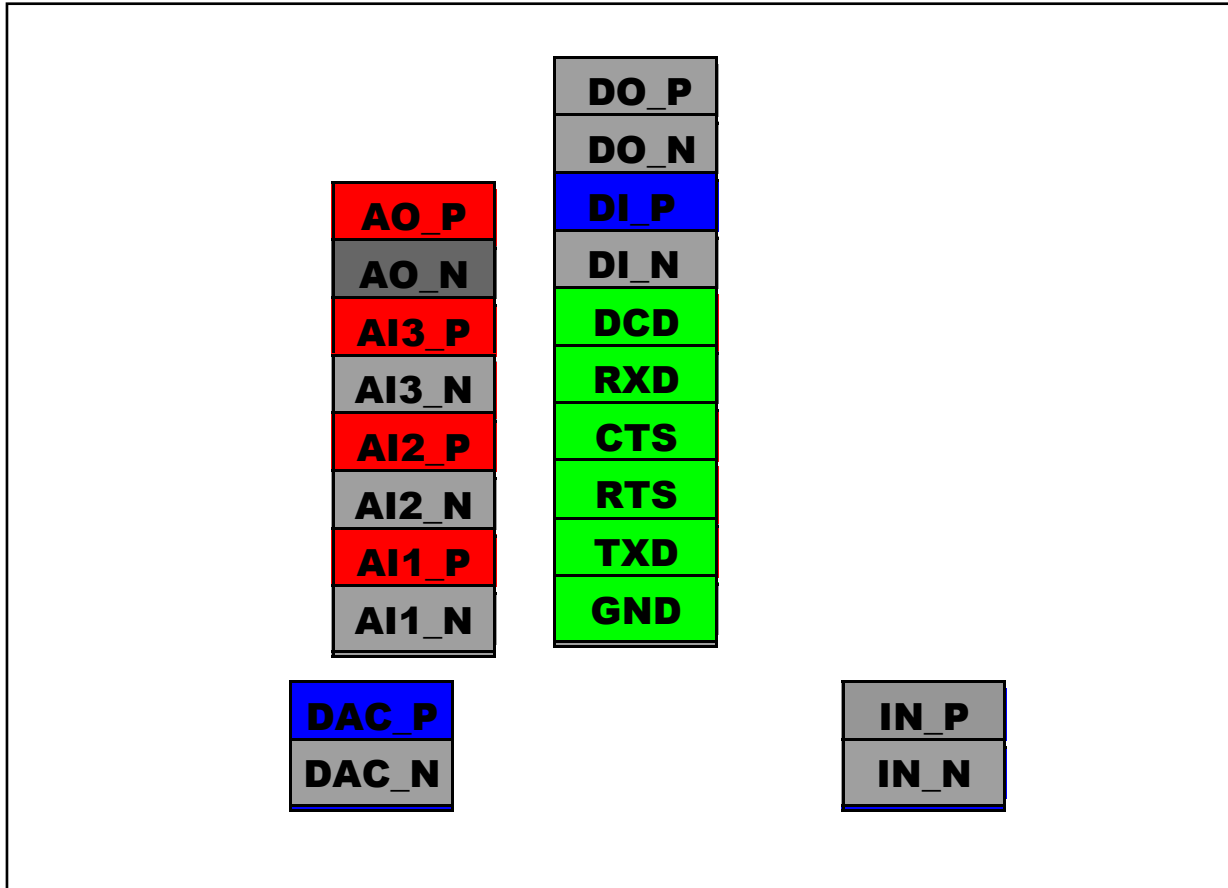 DO_P
DO_N
DI_P
DI_N
DCD
RXD
CTS
RTS
TXD
GND
AO_P
AO_N
AI3_P
AI3_N
AI2_P
AI2_N
AI1_P
AI1_N
DAC_P
DAC_N
IN_P
IN_N